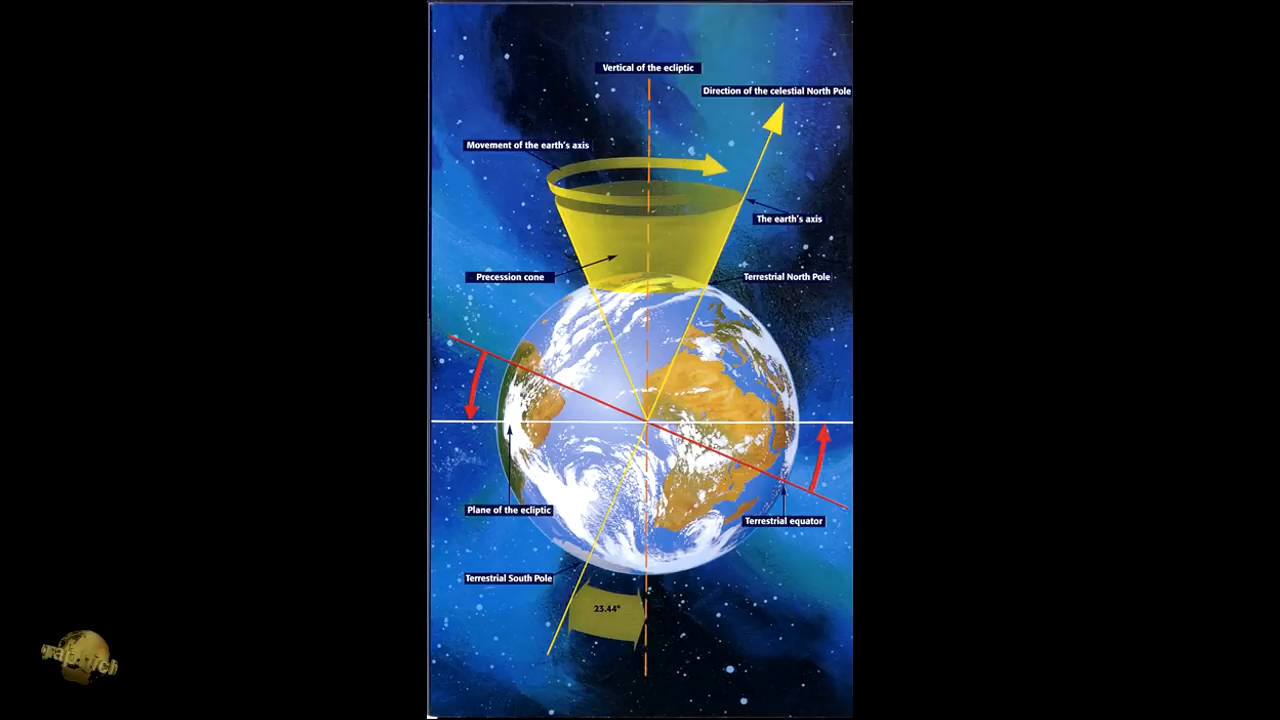 Vertical of the ecliptic
Direction of the celestial North Pole
Movement of the earth's axis
The earth's axis
Precession cone
Terrestrial North Pole
Plane of the ecliptic
Terrestrial equator
Terrestrial South Pole
23.44°